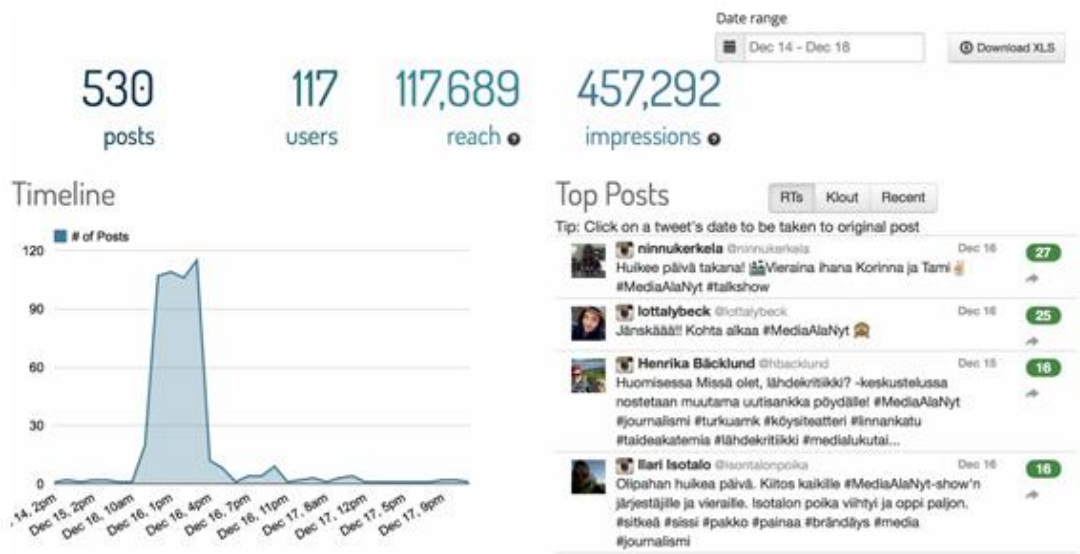 Date range
Dec 14 - Dec 18
Download XLS
530
posts
117
users
117,689
reach ?
457,292
impressions ?
Timeline
# of Posts
120
90
60
30
0
14, 2pm
Dec 15, 2pm
Dec 16, 10am
Dec 16, 1pm
Dec 16, 4pm
Dec 16, 7pm
Dec 16, 11pm
Dec 17, 8am
Dec 17, 12pm
Dec 17, 5pm
Dec 17, 9pm
Top Posts
RTs Klout Recent
Tip: Click on a tweet's date to be taken to original post
ninnukerkela @ninnukerkela Dec 16 27
Huikee päivä takana! Vieraina ihana Korinna ja Tami
#MediaAlaNyt #talkshow
lottalybeck @lottalybeck Dec 16 25
Jänskäää!! Kohta alkaa #MediaAlaNyt
Henrika Bäcklund @hbacklund Dec 15 16
Huomisessa Missä olet, lähdekritiikki? -keskustelussa
nostetaan muutama uutisankka pöydälle! #MediaAlaNyt
#journalismi #turkuamk #köysiteatteri #linnankatu
#taideakatemia #lähdekritiikki #medialukutai...
Ilari Isotalo @isontalonpoika Dec 16 16
Olipahan huikea päivä. Kiitos kaikille #MediaAlaNyt-show'n
järjestäjille ja vieraille. Isotalon poika viihtyi ja oppi paljon.
#sitkeä #sissi #pakko #painaa #brändäys #media
#journalismi